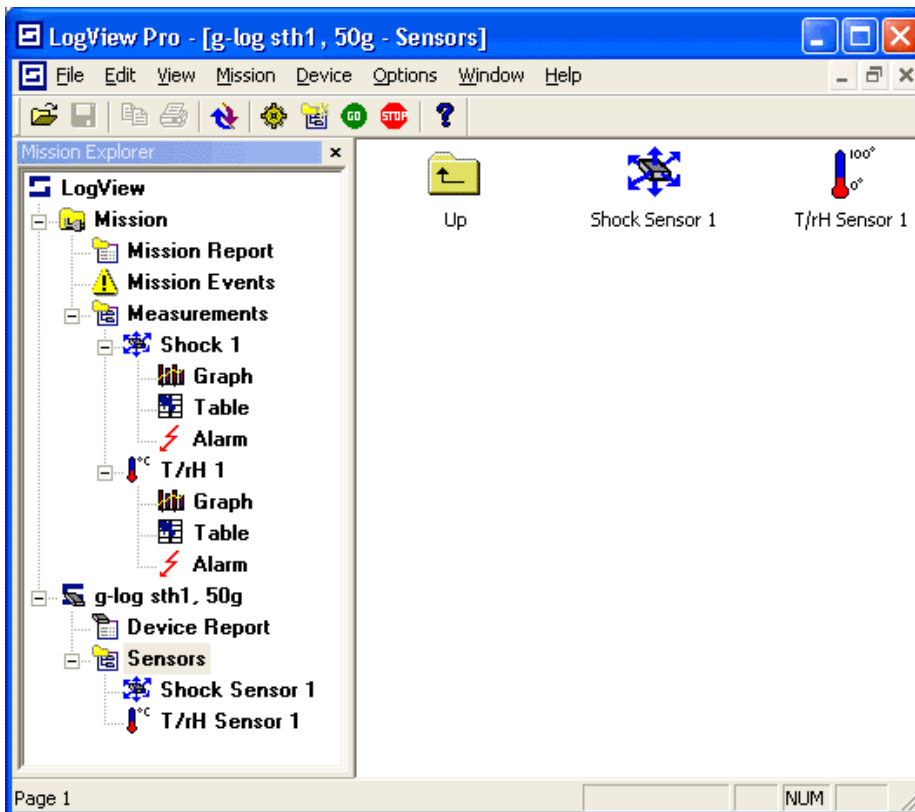 LogView Pro - [g-log sth1, 50g - Sensors]
File Edit View Mission Device Options Window Help
GO STOP ?
Mission Explorer
LogView
Mission
Mission Report
Mission Events
Measurements
Shock 1
Graph
Table
Alarm
°C T/rH 1
Graph
Table
Alarm
g-log sth1, 50g
Device Report
Sensors
Shock Sensor 1
°C T/rH Sensor 1
Up
Shock Sensor 1
100°
0°
T/rH Sensor 1
Page 1
NUM